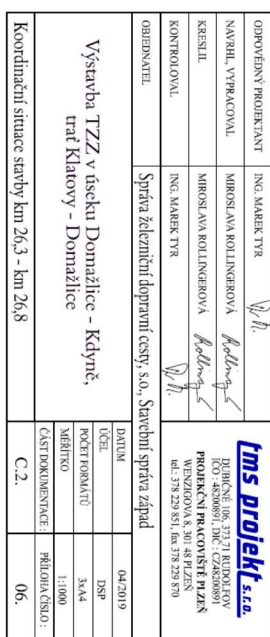 ODPOVĚDNÝ PROJEKTANT ING. MAREK TYR
NAVRHL, VYPRACOVAL MIROSLAVA ROLLINGEROVÁ
KRESLIL MIROSLAVA ROLLINGEROVÁ
KONTROLOVAL ING. MAREK TYR
tms projekt s.r.o.
DUBIČNÉ 106, 373 71 RUDOLFOV
IČO : 48200891, DIČ : CZ48200891
PROJEKČNÍ PRACOVIŠTĚ PLZEŇ
WENZIGOVA 8, 301 48 PLZEŇ
tel.: 378 229 851, fax 378 229 870
OBJEDNATEL Správa železniční dopravní cesty, s.o., Stavební správa západ
Výstavba TZZ v úseku Domažlice - Kdyně,
trať Klatovy - Domažlice
DATUM 04/2019
ÚČEL DSP
POČET FORMÁTŮ 3xA4
MĚŘÍTKO 1:1000
Koordinační situace stavby km 26,3 - km 26,8
ČÁST DOKUMENTACE : PŘÍLOHA ČÍSLO :
C.2. 06.